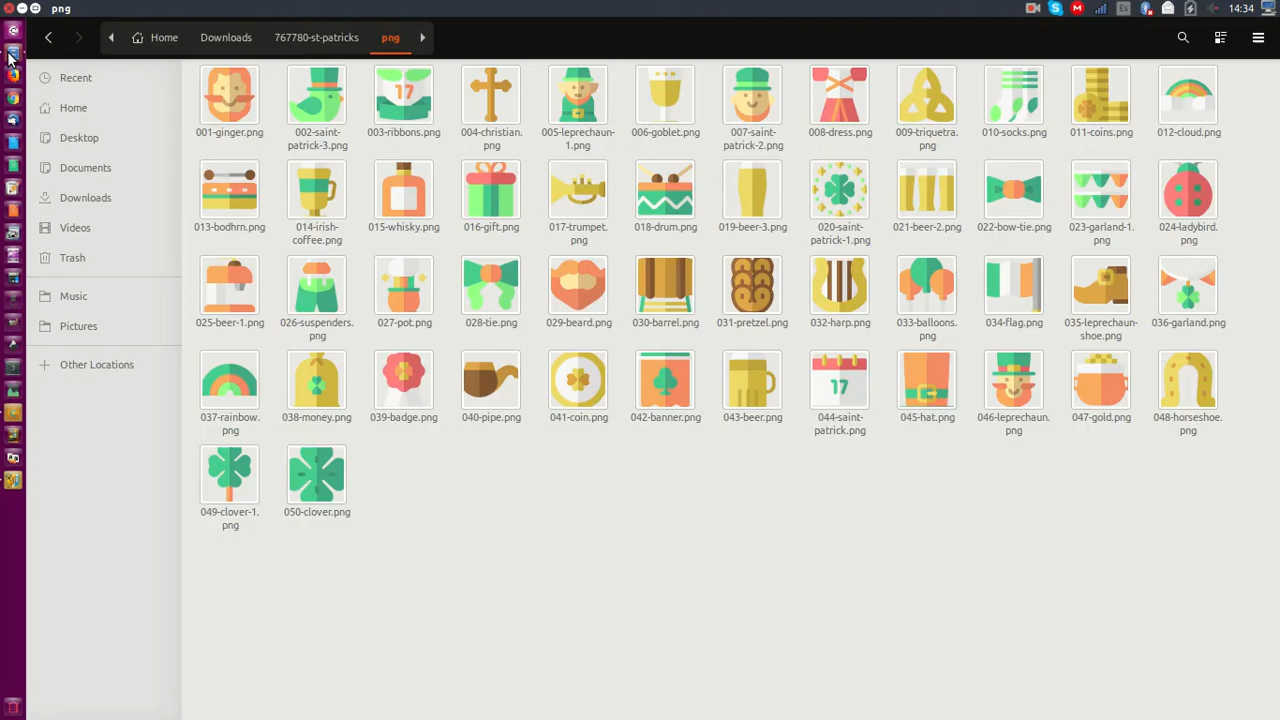 png
Es
14:34
Home
Downloads
767780-st-patricks
png
Recent
Home
Desktop
Documents
Downloads
Videos
Trash
Music
Pictures
Other Locations
17
001-ginger.png
002-saint-
patrick-3.png
003-ribbons.png
004-christian.
png
005-leprechaun-
1.png
006-goblet.png
007-saint-
patrick-2.png
008-dress.png
009-triquetra.
png
010-socks.png
011-coins.png
012-cloud.png
013-bodhrn.png
014-irish-
coffee.png
015-whisky.png
016-gift.png
017-trumpet.
png
018-drum.png
019-beer-3.png
020-saint-
patrick-1.png
021-beer-2.png
022-bow-tie.png
023-garland-1.
png
024-ladybird.
png
025-beer-1.png
026-suspenders.
png
027-pot.png
028-tie.png
029-beard.png
030-barrel.png
031-pretzel.png
032-harp.png
033-balloons.
png
034-flag.png
035-leprechaun-
shoe.png
036-garland.png
17
037-rainbow.
png
038-money.png
039-badge.png
040-pipe.png
041-coin.png
042-banner.png
043-beer.png
044-saint-
patrick.png
045-hat.png
046-leprechaun.
png
047-gold.png
048-horseshoe.
png
049-clover-1.
png
050-clover.png